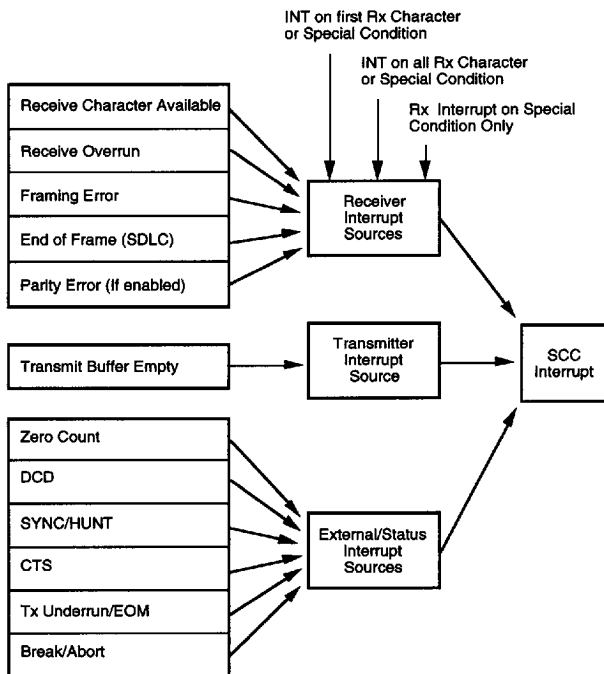 INT on first Rx Character
or Special Condition
INT on all Rx Character
or Special Condition
Rx Interrupt on Special
Condition Only
Receive Character Available
Receive Overrun
Framing Error
End of Frame (SDLC)
Parity Error (If enabled)
Receiver
Interrupt
Sources
Transmit Buffer Empty
Transmitter
Interrupt
Source
SCC
Interrupt
Zero Count
DCD
SYNC/HUNT
CTS
Tx Underrun/EOM
Break/Abort
External/Status
Interrupt
Sources